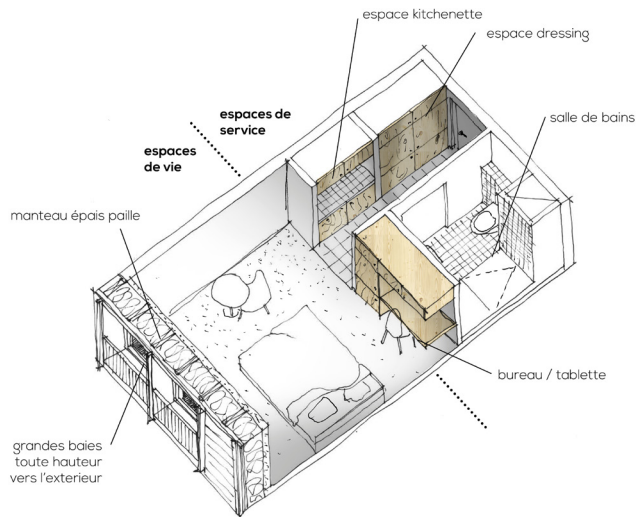 espace kitchenette
espace dressing
espaces de
service
salle de bains
espaces
de vie
manteau épais paille
bureau / tablette
grandes baies
toute hauteur
vers l'exterieur